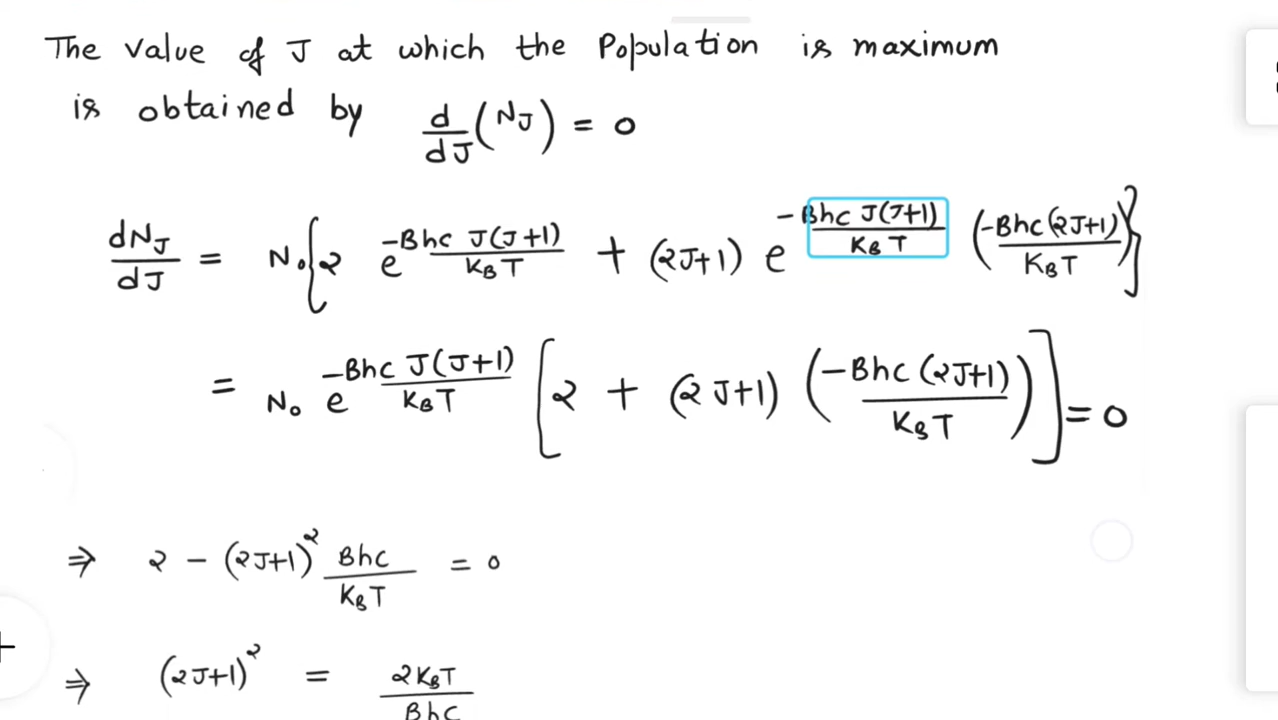 The value of J at which the Population is maximum
is obtained by d/dJ (N_J) = 0
dN_J/dJ = N₀{2 e^(-Bhc J(J+1)/K_B T) + (2J+1) e^(-Bhc J(J+1)/K_B T) (-Bhc(2J+1)/K_B T)}
= N₀ e^(-Bhc J(J+1)/K_B T) [2 + (2J+1) (-Bhc(2J+1)/K_B T)] = 0
⇒ 2 - (2J+1)² Bhc/K_B T = 0
⇒ (2J+1)² = 2K_B T/Bhc